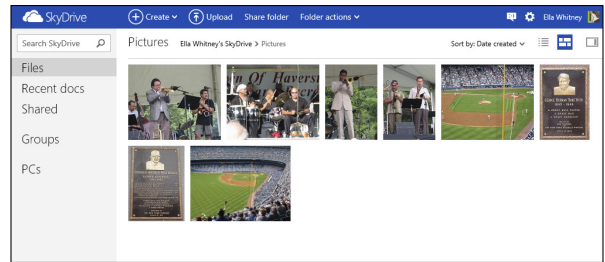 SkyDrive
Create
Upload
Share folder
Folder actions
Ella Whitney
Search SkyDrive
Pictures
Ella Whitney's SkyDrive > Pictures
Sort by: Date created
Files
Recent docs
Shared
Groups
PCs